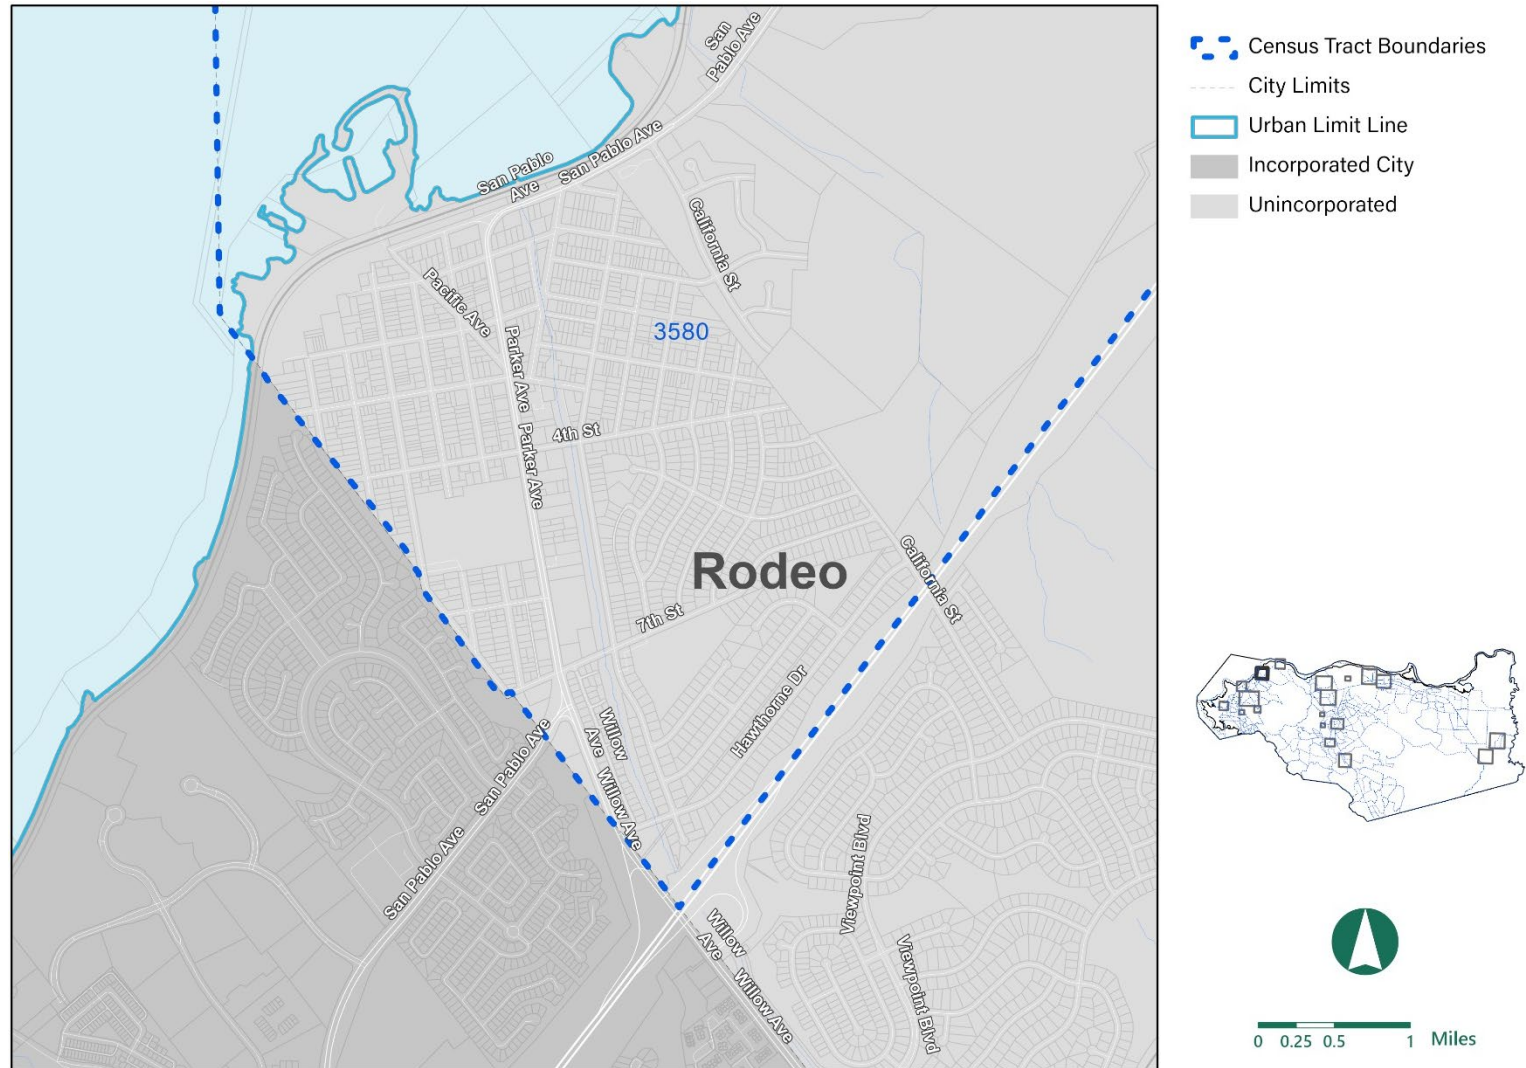 San
Pablo Ave
San Pablo
Ave
San Pablo Ave
California St
Pacific Ave
Parker Ave
3580
Parker Ave
4th St
Rodeo
California St
7th St
Hawthorne Dr
San Pablo Ave
Willow
Ave
Willow Ave
San Pablo Ave
Viewpoint Blvd
Willow
Ave
Willow Ave
Viewpoint Blvd
Census Tract Boundaries
City Limits
Urban Limit Line
Incorporated City
Unincorporated
0 0.25 0.5 1 Miles